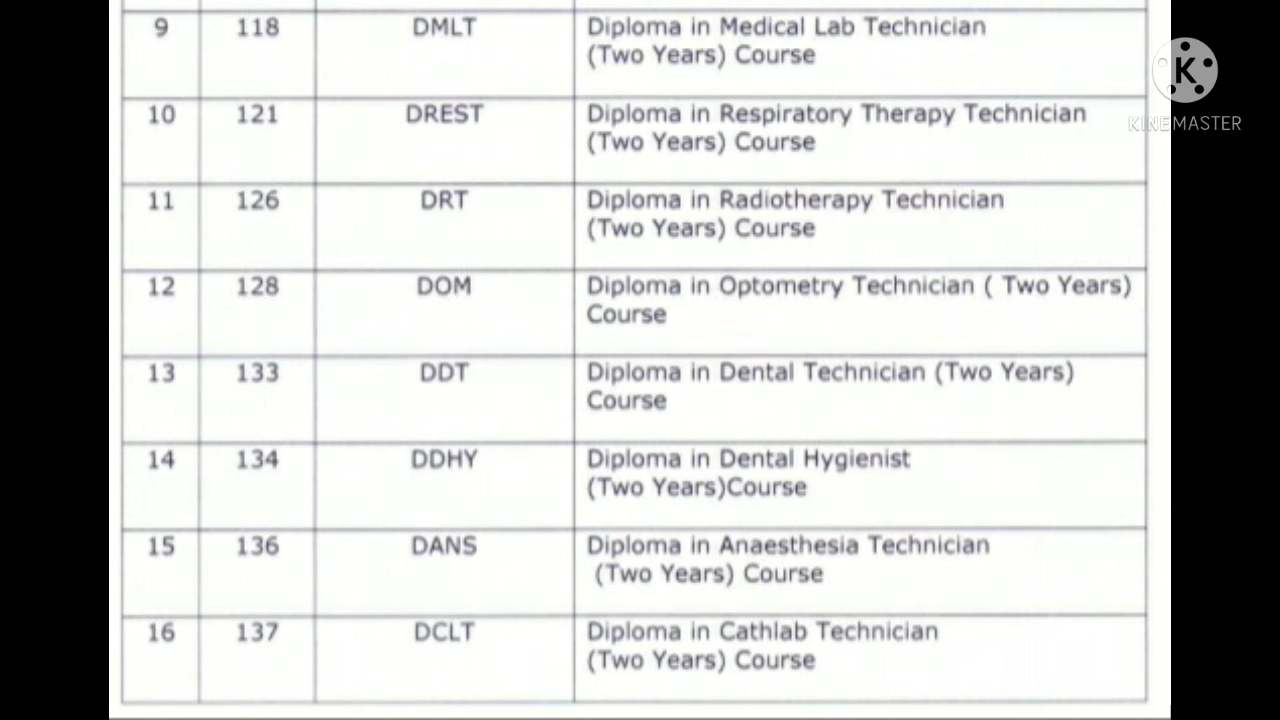 9 118 DMLT Diploma in Medical Lab Technician
(Two Years) Course
10 121 DREST Diploma in Respiratory Therapy Technician
(Two Years) Course
11 126 DRT Diploma in Radiotherapy Technician
(Two Years) Course
12 128 DOM Diploma in Optometry Technician ( Two Years)
Course
13 133 DDT Diploma in Dental Technician (Two Years)
Course
14 134 DDHY Diploma in Dental Hygienist
(Two Years)Course
15 136 DANS Diploma in Anaesthesia Technician
(Two Years) Course
16 137 DCLT Diploma in Cathlab Technician
(Two Years) Course
K
KINEMASTER